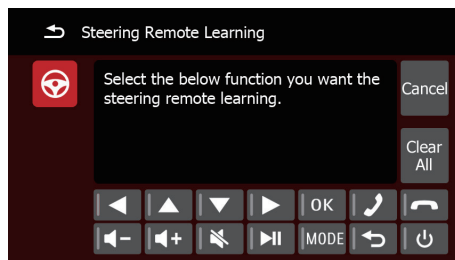 Steering Remote Learning
Select the below function you want the
steering remote learning.
Cancel
Clear
All
OK
MODE